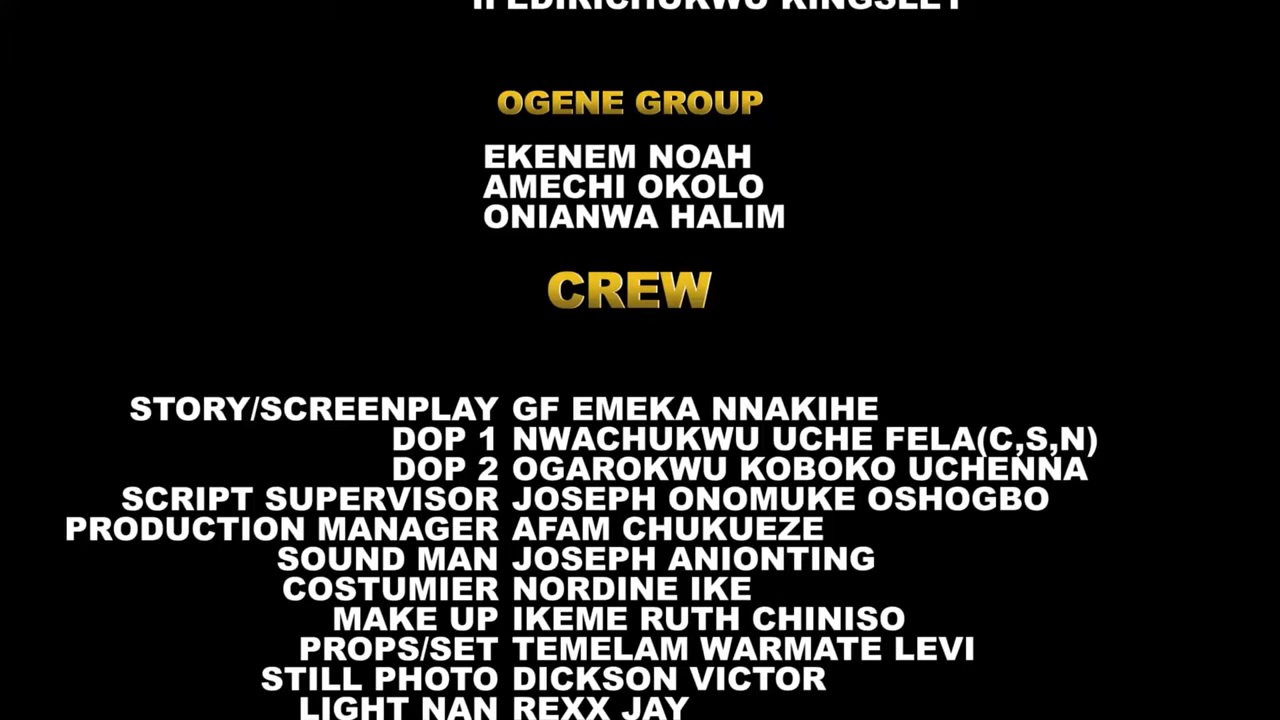 KINGSLEY
OGENE GROUP
EKENEM NOAH
AMECHI OKOLO
ONIANWA HALIM
CREW
STORY/SCREENPLAY GF EMEKA NNAKIHE
DOP 1 NWACHUKWU UCHE FELA(C,S,N)
DOP 2 OGAROKWU KOBOKO UCHENNA
SCRIPT SUPERVISOR JOSEPH ONOMUKE OSHOGBO
PRODUCTION MANAGER AFAM CHUKUEZE
SOUND MAN JOSEPH ANIONTING
COSTUMIER NORDINE IKE
MAKE UP IKEME RUTH CHINISO
PROPS/SET TEMELAM WARMATE LEVI
STILL PHOTO DICKSON VICTOR
LIGHT NAN REXX JAY